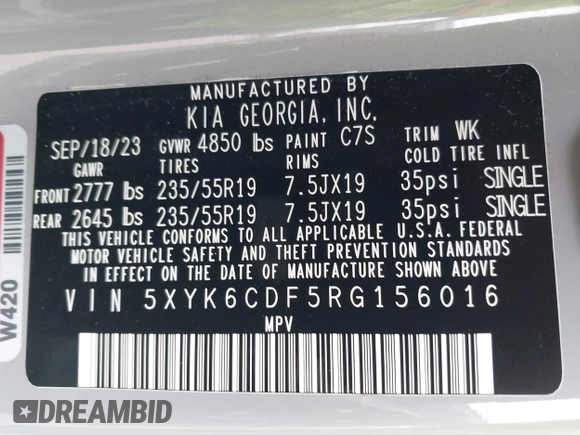 MANUFACTURED BY
KIA GEORGIA, INC.
SEP/18/23 GVWR 4850 lbs PAINT C7S TRIM WK
GAWR TIRES RIMS COLD TIRE INFL
FRONT 2777 lbs 235/55R19 7.5JX19 35psi SINGLE
REAR 2645 lbs 235/55R19 7.5JX19 35psi SINGLE
THIS VEHICLE CONFORMS TO ALL APPLICABLE U.S.A. FEDERAL
MOTOR VEHICLE SAFETY AND THEFT PREVENTION STANDARDS
IN EFFECT ON THE DATE OF MANUFACTURE SHOWN ABOVE.
VIN 5XYK6CDF5RG156016
MPV
W420
DREAMBID